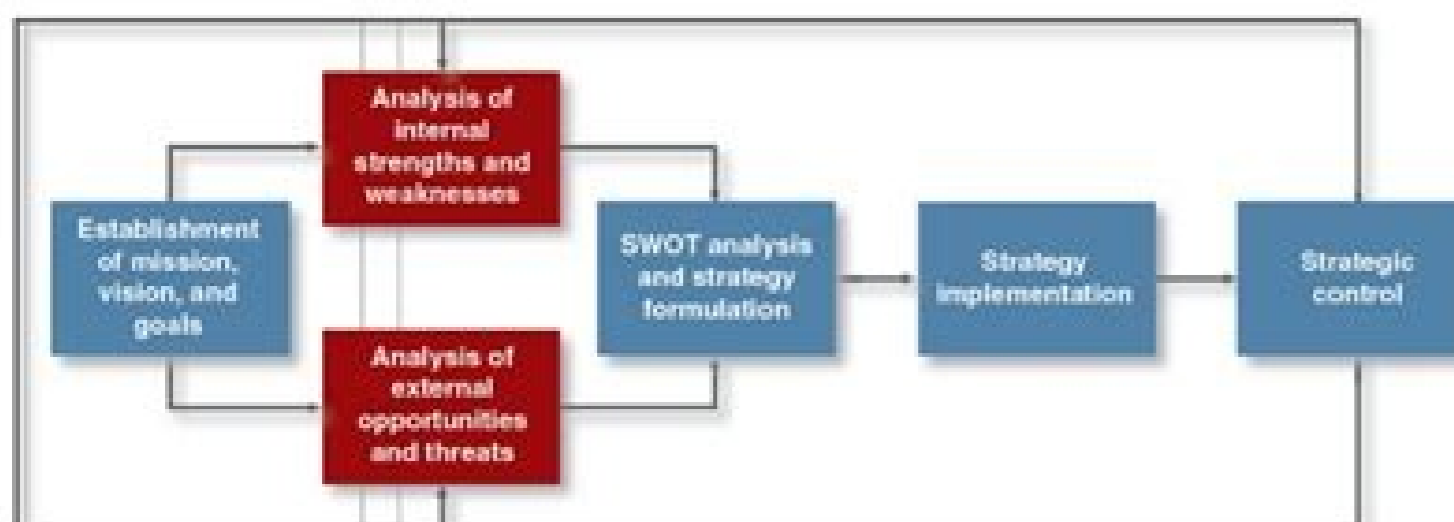 Analysis of
internal
strengths and
weaknesses
Establishment
of mission,
vision, and
goals
SWOT analysis
and strategy
formulation
Strategy
implementation
Strategic
control
Analysis of
external
opportunities
and threats